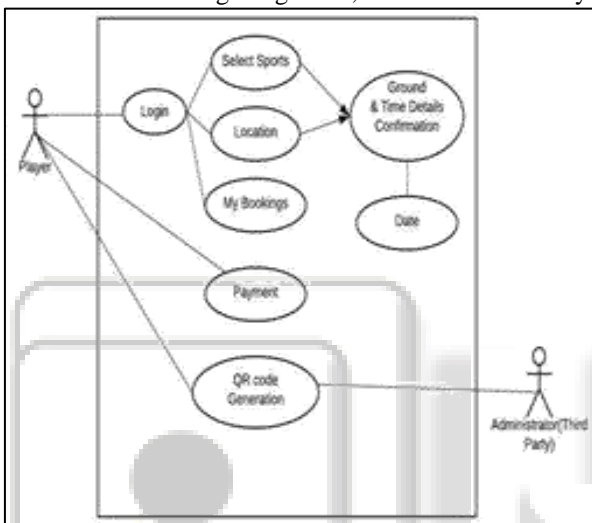 Select Sports
Ground
& Time Details
Confirmation
Login
Location
Player
My Bookings
Date
Payment
QR code
Generation
Administrator(Third
Party)